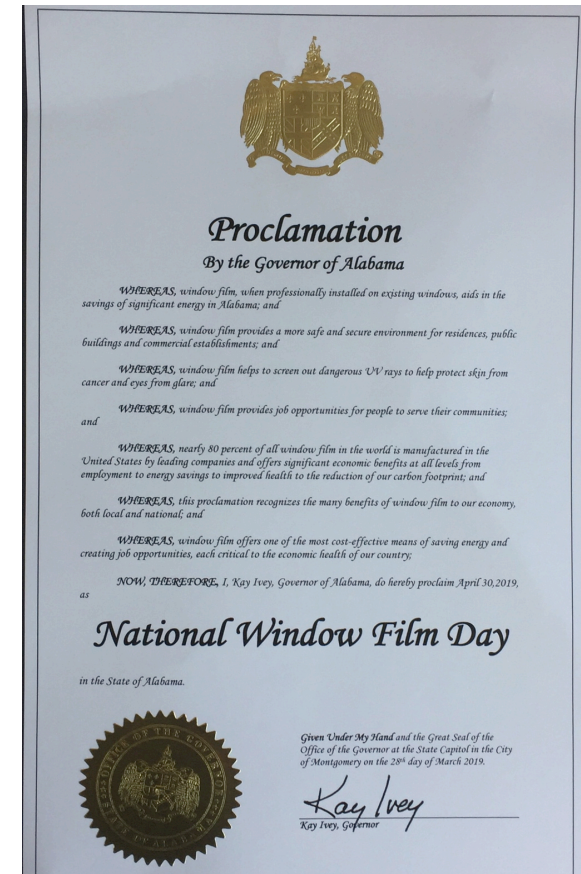 Proclamation
By the Governor of Alabama
WHEREAS, window film, when professionally installed on existing windows, aids in the
savings of significant energy in Alabama; and
WHEREAS, window film provides a more safe and secure environment for residences, public
buildings and commercial establishments; and
WHEREAS, window film helps to screen out dangerous UV rays to help protect skin from
cancer and eyes from glare; and
WHEREAS, window film provides job opportunities for people to serve their communities;
and
WHEREAS, nearly 80 percent of all window film in the world is manufactured in the
United States by leading companies and offers significant economic benefits at all levels from
employment to energy savings to improved health to the reduction of our carbon footprint; and
WHEREAS, this proclamation recognizes the many benefits of window film to our economy,
both local and national; and
WHEREAS, window film offers one of the most cost-effective means of saving energy and
creating job opportunities, each critical to the economic health of our country;
NOW, THEREFORE, I, Kay Ivey, Governor of Alabama, do hereby proclaim April 30,2019,
as
National Window Film Day
in the State of Alabama.
OFFICE OF THE GOVERNOR
Given Under My Hand and the Great Seal of the
Office of the Governor at the State Capitol in the City
of Montgomery on the 28th day of March 2019.
Kay Ivey
Kay Ivey, Governor